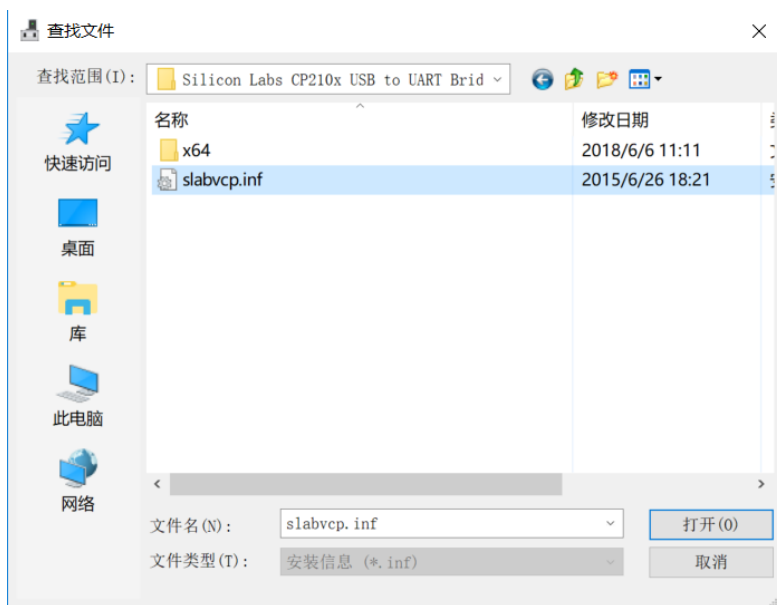 查找文件
查找范围(I):
Silicon Labs CP210x USB to UART Brid
名称
修改日期
x64
2018/6/6 11:11
slabvcp.inf
2015/6/26 18:21
快速访问
桌面
库
此电脑
网络
文件名(N):
slabvcp.inf
打开(O)
文件类型(T):
安装信息 (*.inf)
取消